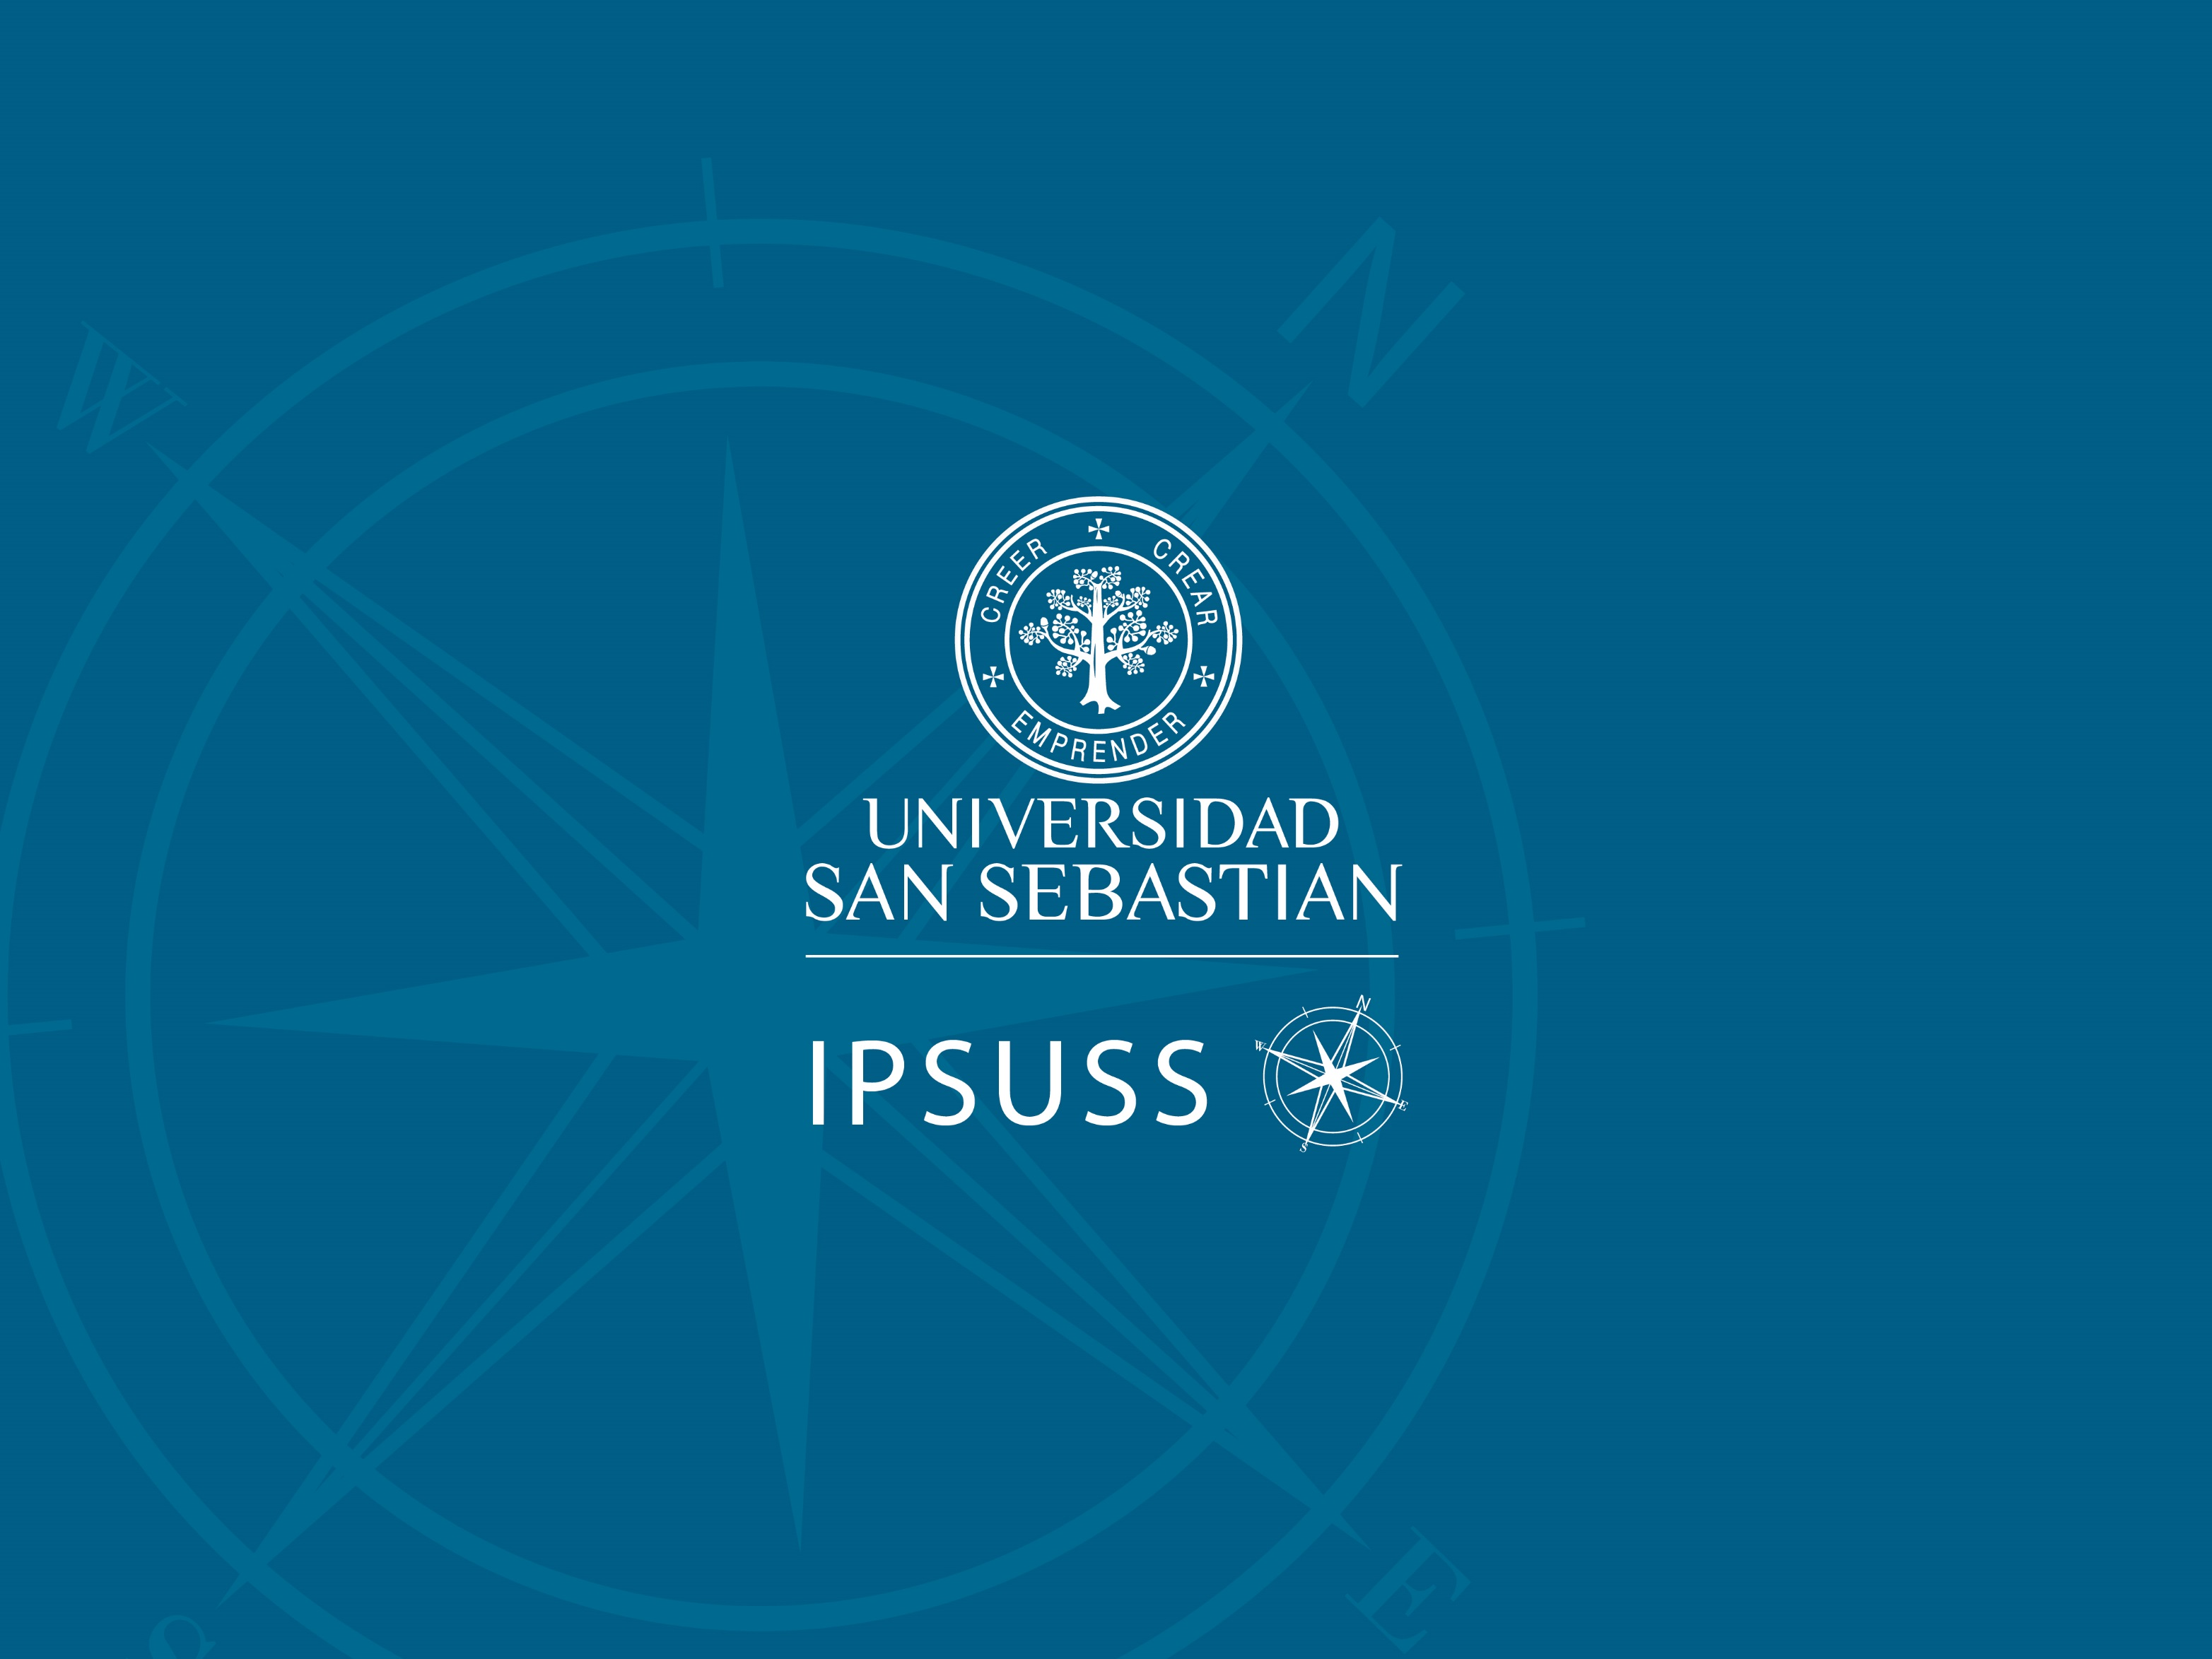 CREER
CREAR
EMPRENDER
UNIVERSIDAD
SAN SEBASTIAN
IPSUSS
N
W
E
S
N
W
E
S